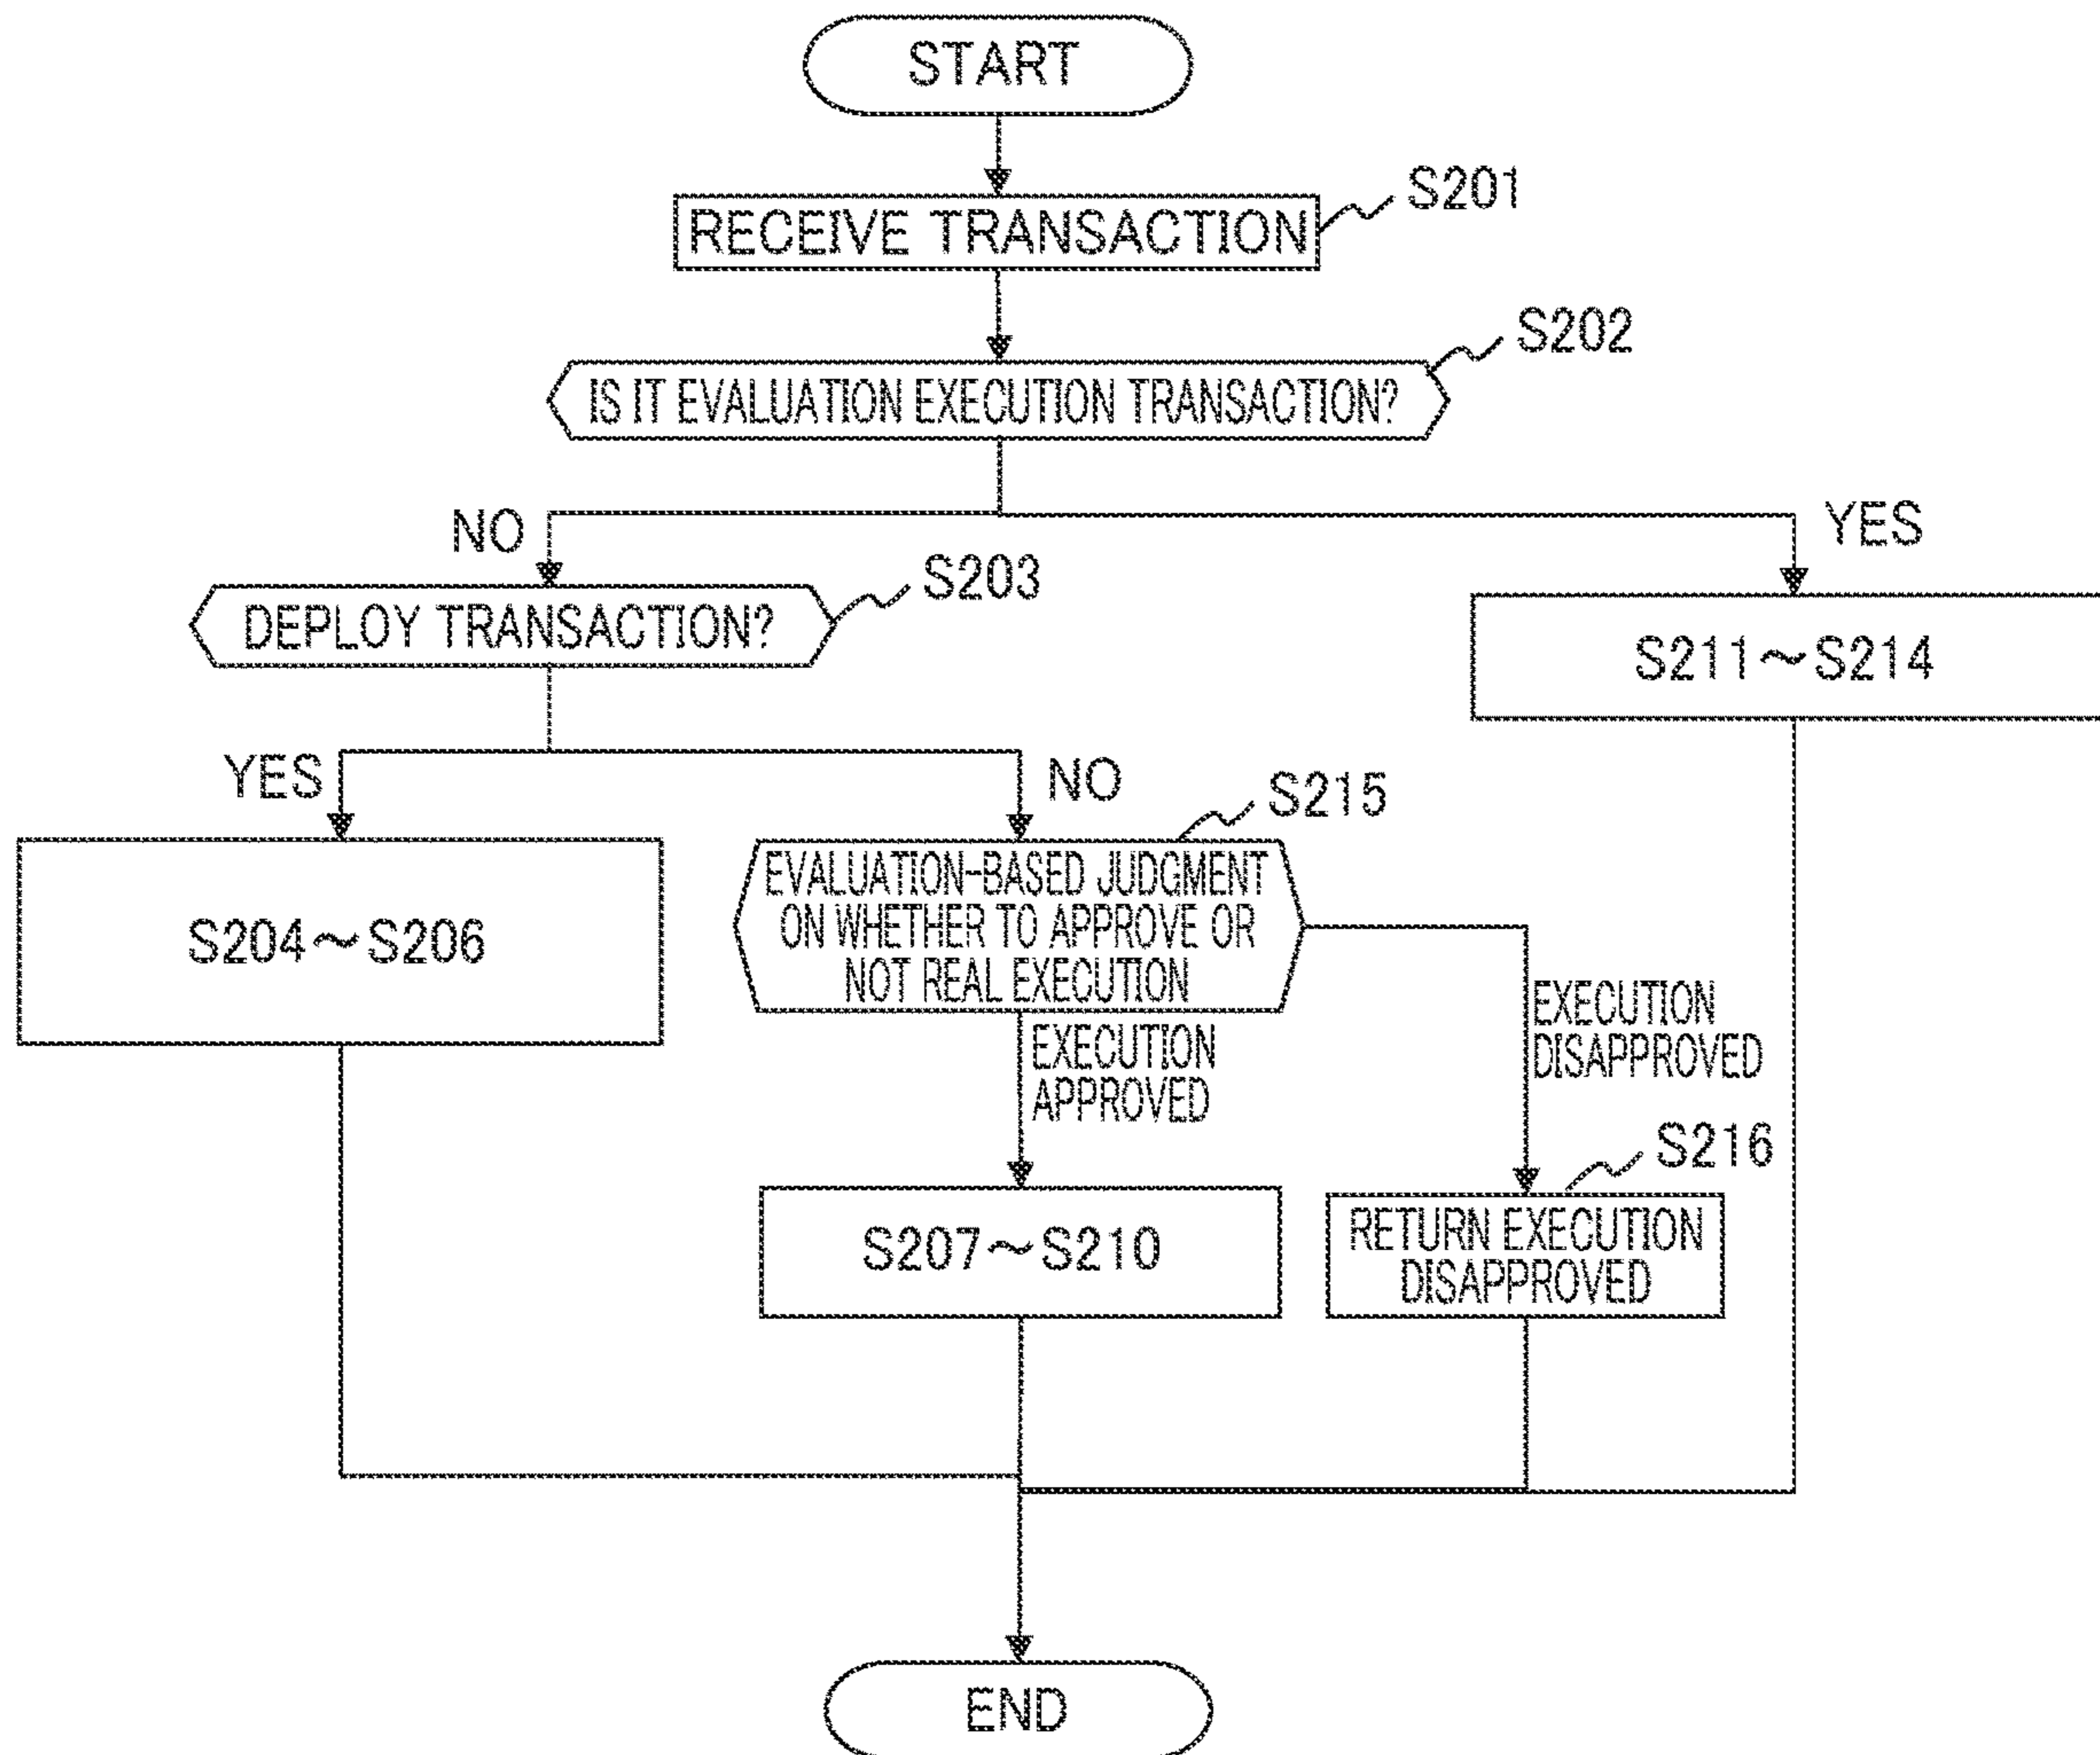 START
S201
RECEIVE TRANSACTION
S202
IS IT EVALUATION EXECUTION TRANSACTION?
NO
YES
S203
DEPLOY TRANSACTION?
S211~S214
YES
NO
S215
S204~S206
EVALUATION-BASED JUDGMENT
ON WHETHER TO APPROVE OR
NOT REAL EXECUTION
EXECUTION
APPROVED
EXECUTION
DISAPPROVED
S216
S207~S210
RETURN EXECUTION
DISAPPROVED
END